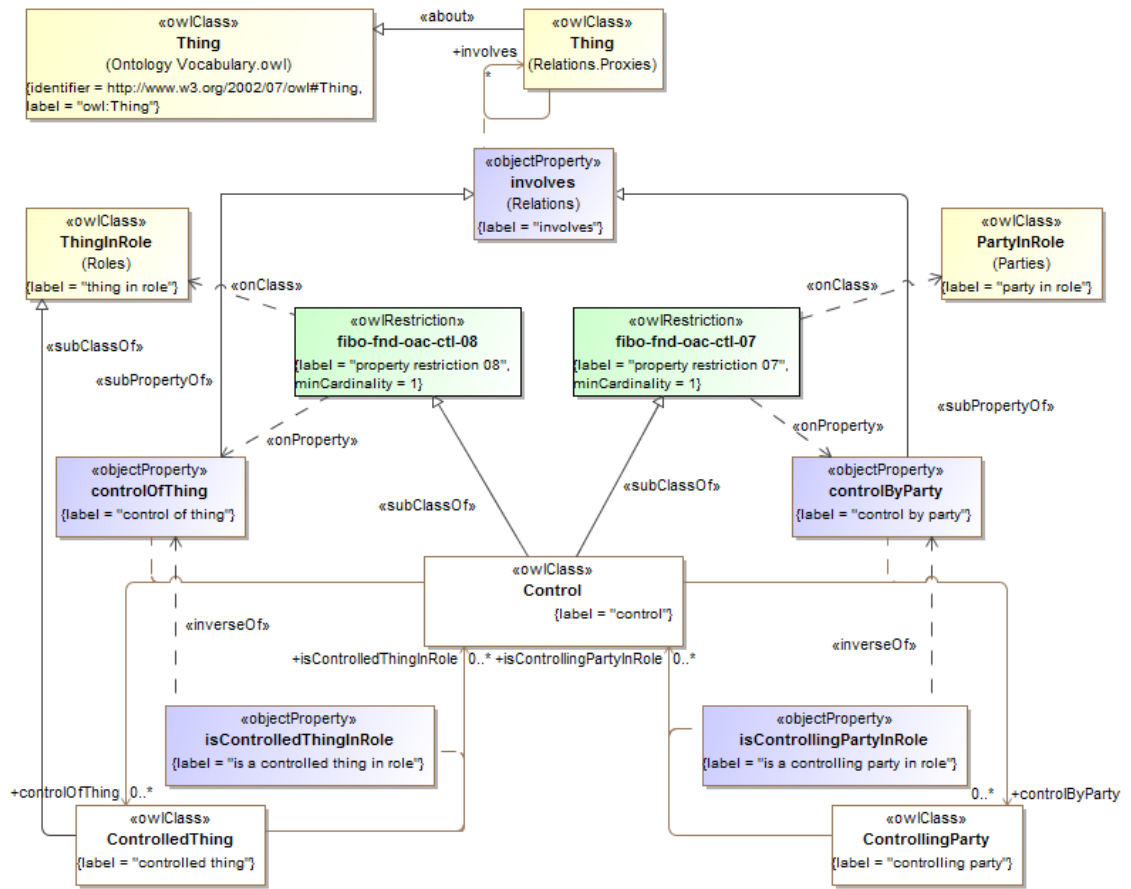 «owlClass»
Thing
(Ontology Vocabulary.owl)
{identifier = http://www.w3.org/2002/07/owl#Thing,
label = "owl:Thing"}
«about»
«owlClass»
Thing
(Relations.Proxies)
+involves
*
«objectProperty»
involves
(Relations)
{label = "involves"}
«owlClass»
ThingInRole
(Roles)
{label = "thing in role"}
«owlClass»
PartyInRole
(Parties)
{label = "party in role"}
«onClass»
«onClass»
«owlRestriction»
fibo-fnd-oac-ctl-08
{label = "property restriction 08",
minCardinality = 1}
«owlRestriction»
fibo-fnd-oac-ctl-07
{label = "property restriction 07",
minCardinality = 1}
«subClassOf»
«subPropertyOf»
«subPropertyOf»
«onProperty»
«onProperty»
«objectProperty»
controlOfThing
{label = "control of thing"}
«objectProperty»
controlByParty
{label = "control by party"}
«subClassOf»
«subClassOf»
«owlClass»
Control
{label = "control"}
«inverseOf»
«inverseOf»
+isControlledThingInRole
0..*
+isControllingPartyInRole
0..*
«objectProperty»
isControlledThingInRole
{label = "is a controlled thing in role"}
«objectProperty»
isControllingPartyInRole
{label = "is a controlling party in role"}
+controlOfThing
0..*
0..*
+controlByParty
«owlClass»
ControlledThing
{label = "controlled thing"}
«owlClass»
ControllingParty
{label = "controlling party"}